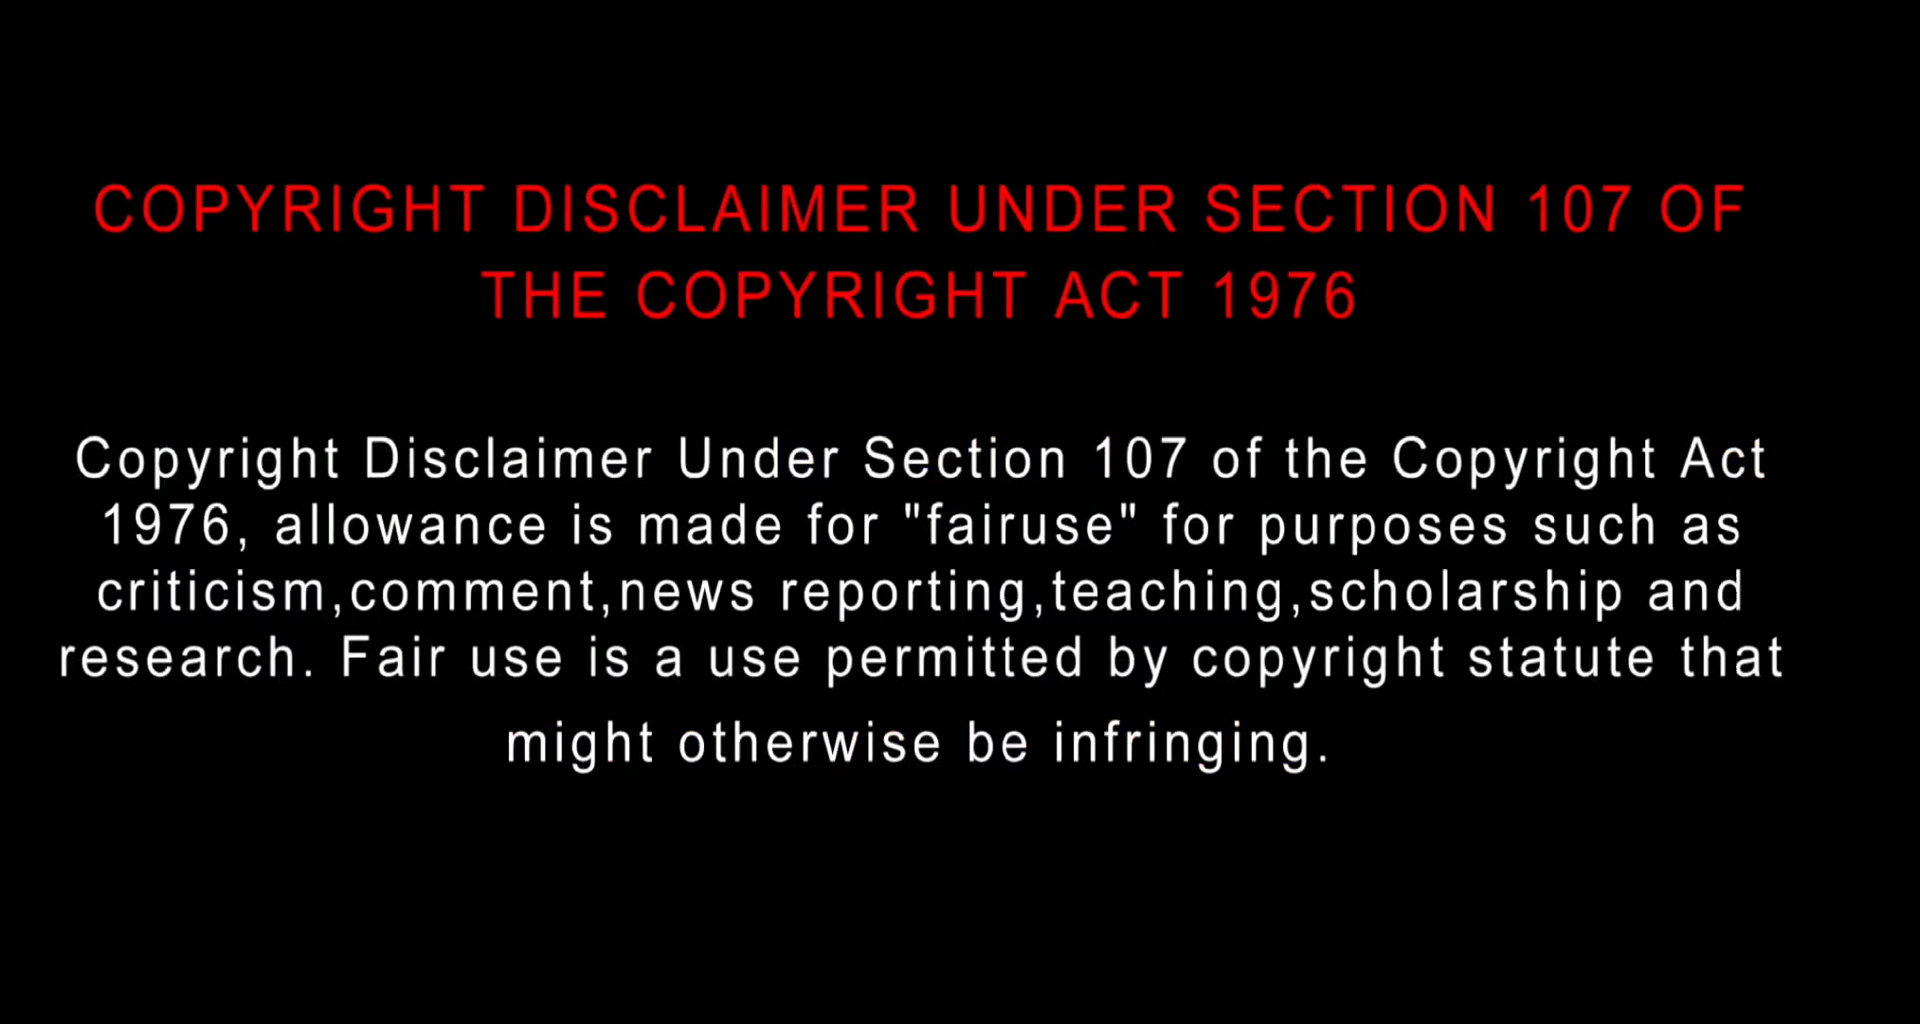 COPYRIGHT DISCLAIMER UNDER SECTION 107 OF
THE COPYRIGHT ACT 1976
Copyright Disclaimer Under Section 107 of the Copyright Act
1976, allowance is made for "fairuse" for purposes such as
criticism,comment,news reporting,teaching,scholarship and
research. Fair use is a use permitted by copyright statute that
might otherwise be infringing.